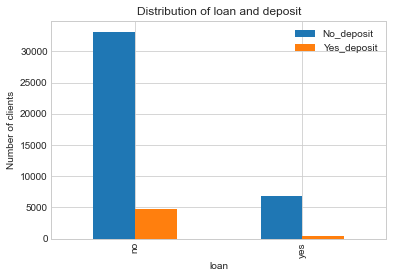 Distribution of loan and deposit
No_deposit
Yes_deposit
Number of clients
30000
25000
20000
15000
10000
5000
0
no
yes
loan